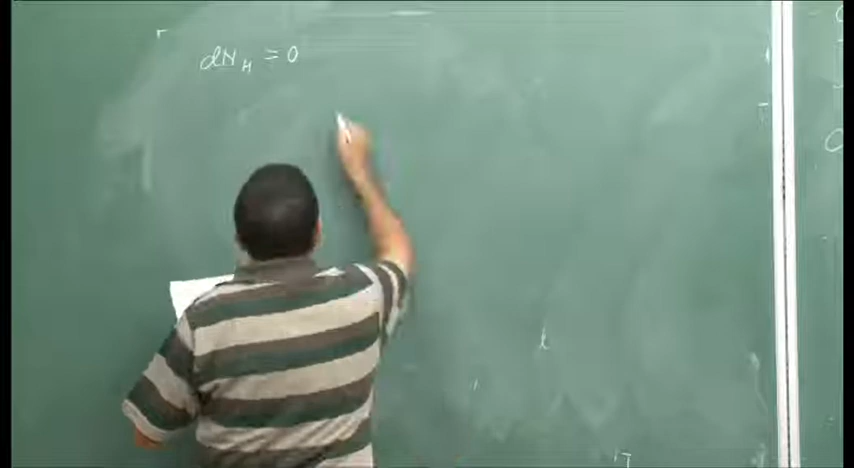 dN_H = 0